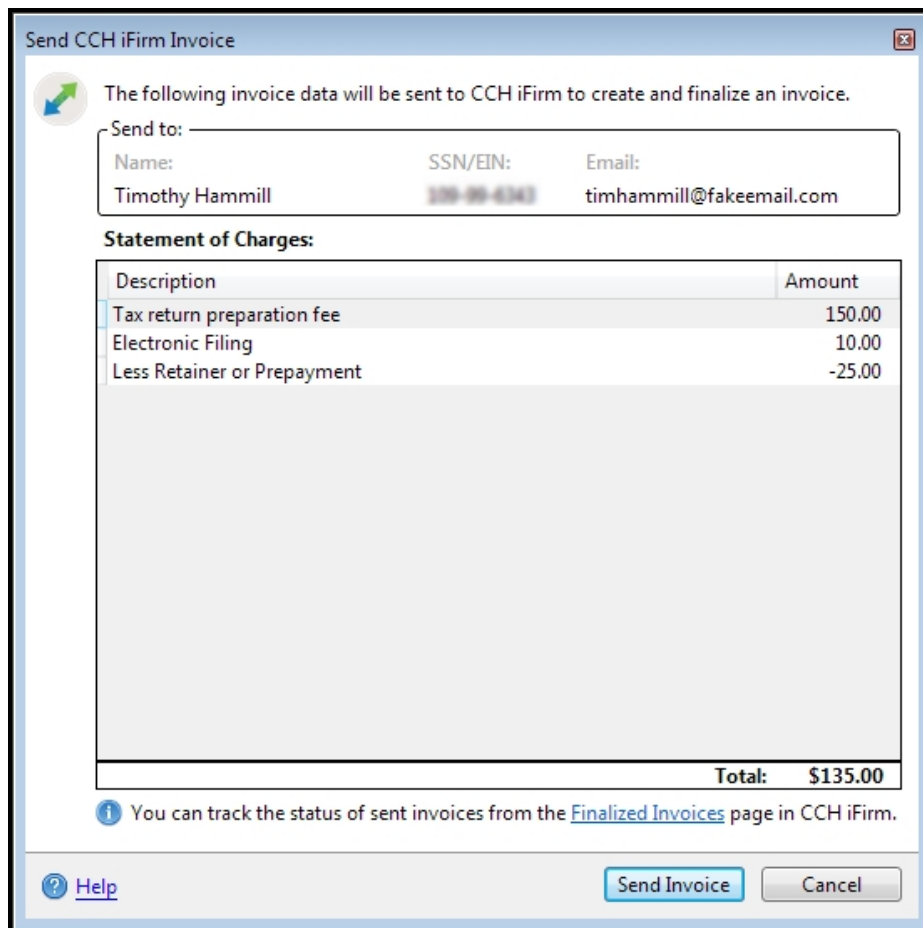 Send CCH iFirm Invoice
The following invoice data will be sent to CCH iFirm to create and finalize an invoice.
Send to:
Name: SSN/EIN: Email:
Timothy Hammill timhammill@fakeemail.com
Statement of Charges:
Description Amount
Tax return preparation fee 150.00
Electronic Filing 10.00
Less Retainer or Prepayment -25.00
Total: $135.00
You can track the status of sent invoices from the Finalized Invoices page in CCH iFirm.
Help Send Invoice Cancel